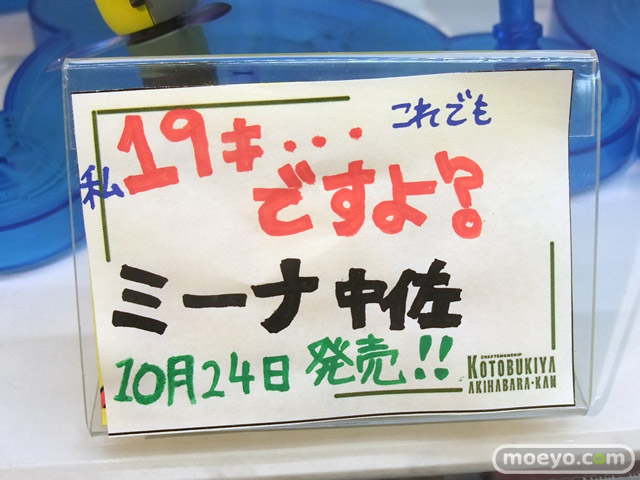 これでも
私19才...
ですよ?
ミーナ中佐
10月24日 発売!!
CRAFTSMANSHIP
KOTOBUKIYA
AKIHABARA-KAN
moeyo.com